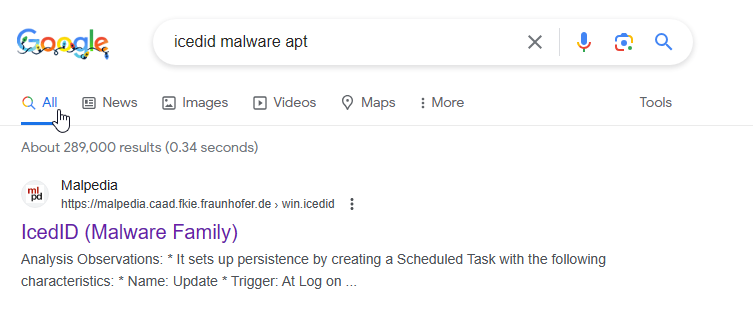 Google
icedid malware apt
All News Images Videos Maps More Tools
About 289,000 results (0.34 seconds)
ml
pd
Malpedia
https://malpedia.caad.fkie.fraunhofer.de › win.icedid
IcedID (Malware Family)
Analysis Observations: * It sets up persistence by creating a Scheduled Task with the following
characteristics: * Name: Update * Trigger: At Log on ...